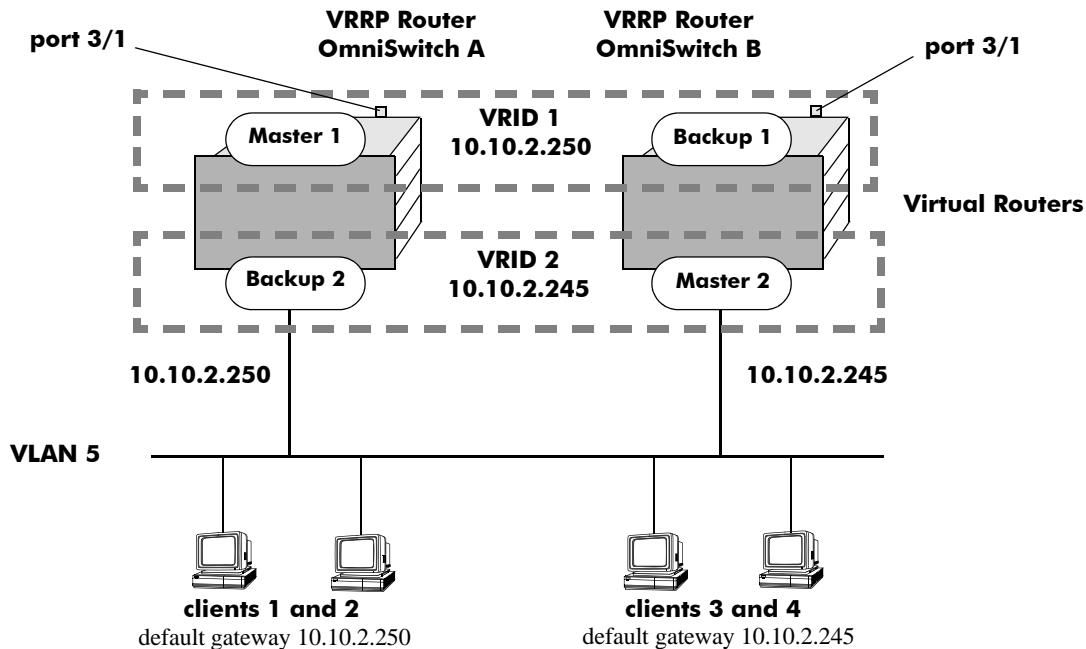 VRRP Router
OmniSwitch A
VRRP Router
OmniSwitch B
port 3/1
port 3/1
Master 1
VRID 1
10.10.2.250
Backup 1
Virtual Routers
Backup 2
VRID 2
10.10.2.245
Master 2
10.10.2.250
10.10.2.245
VLAN 5
clients 1 and 2
default gateway 10.10.2.250
clients 3 and 4
default gateway 10.10.2.245